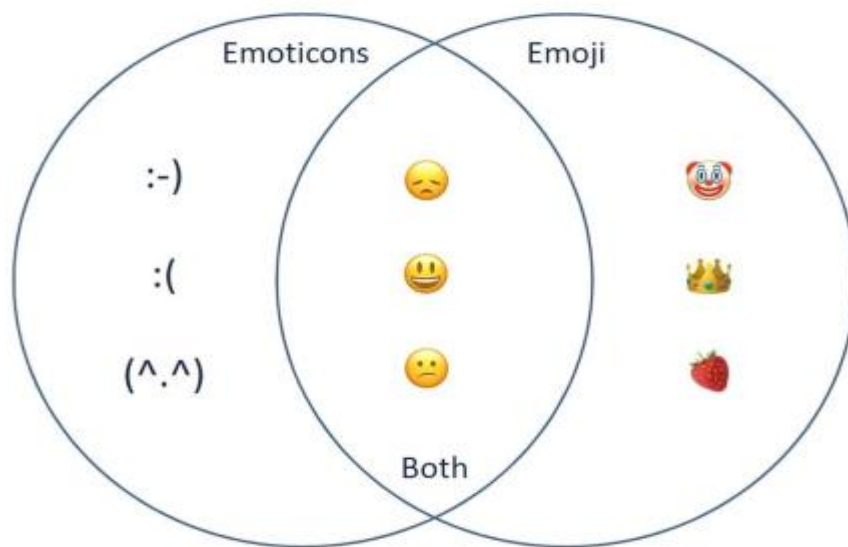 Emoticons Emoji
:-) 😞 🤡
:( 😃 👑
(^.^) 😕 🍓
Both